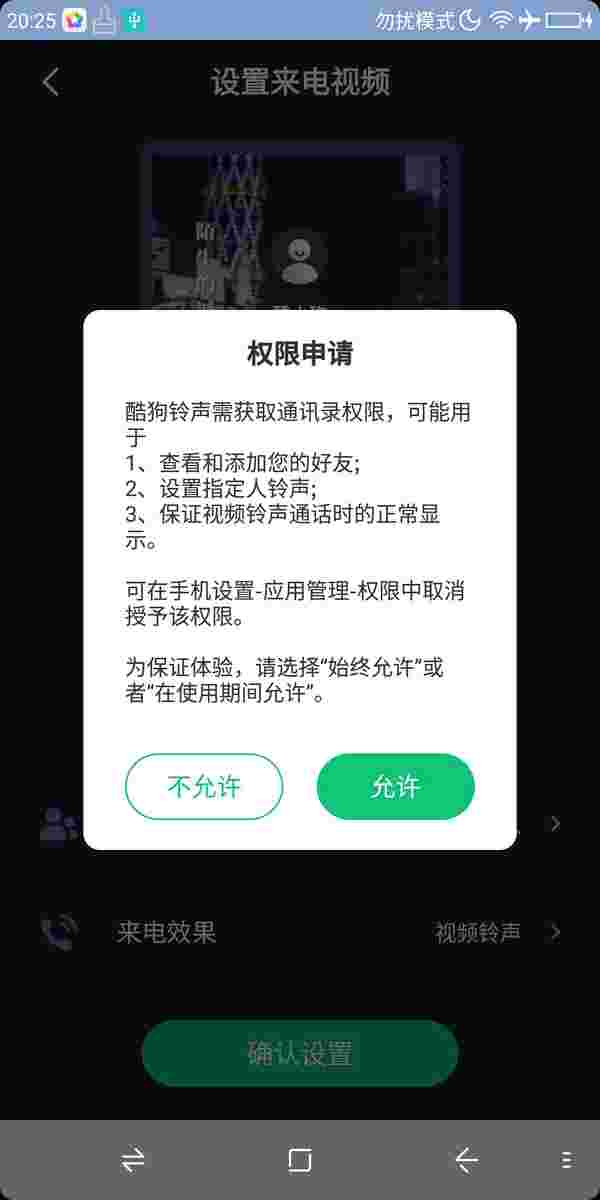 20:25
勿扰模式
设置来电视频
权限申请
酷狗铃声需获取通讯录权限，可能用
于
1、查看和添加您的好友;
2、设置指定人铃声;
3、保证视频铃声通话时的正常显
示。
可在手机设置-应用管理-权限中取消
授予该权限。
为保证体验，请选择“始终允许”或
者“在使用期间允许”。
不允许
允许
来电效果
视频铃声
确认设置